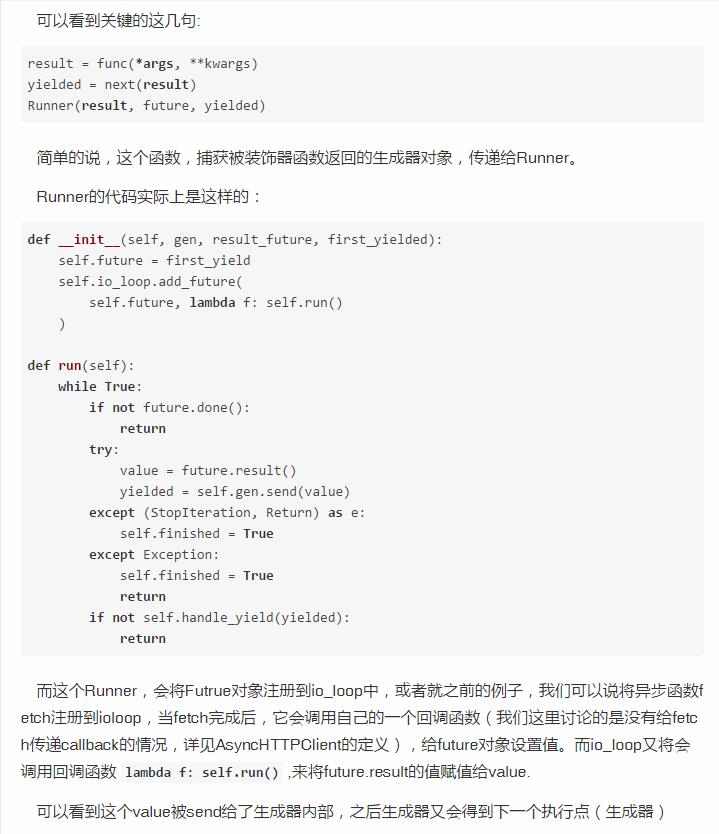 可以看到关键的这几句:
result = func(*args, **kwargs)
yielded = next(result)
Runner(result, future, yielded)
简单的说，这个函数，捕获被装饰器函数返回的生成器对象，传递给Runner。
Runner的代码实际上是这样的：
def __init__(self, gen, result_future, first_yielded):
    self.future = first_yield
    self.io_loop.add_future(
        self.future, lambda f: self.run()
    )
def run(self):
    while True:
        if not future.done():
            return
        try:
            value = future.result()
            yielded = self.gen.send(value)
        except (StopIteration, Return) as e:
            self.finished = True
        except Exception:
            self.finished = True
            return
        if not self.handle_yield(yielded):
            return
而这个Runner，会将Futrue对象注册到io_loop中，或者就之前的例子，我们可以说将异步函数f
etch注册到ioloop，当fetch完成后，它会调用自己的一个回调函数（我们这里讨论的是没有给fetc
h传递callback的情况，详见AsyncHTTPClient的定义），给future对象设置值。而io_loop又将会
调用回调函数 lambda f: self.run() ,来将future.result的值赋值给value.
可以看到这个value被send给了生成器内部，之后生成器又会得到下一个执行点（生成器）